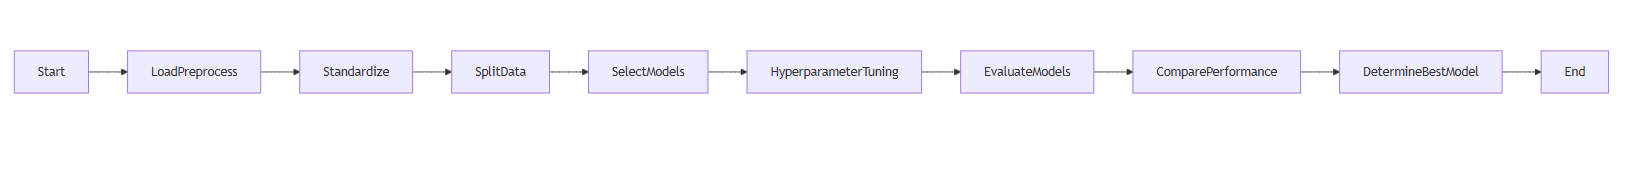 Start
LoadPreprocess
Standardize
SplitData
SelectModels
HyperparameterTuning
EvaluateModels
ComparePerformance
DetermineBestModel
End